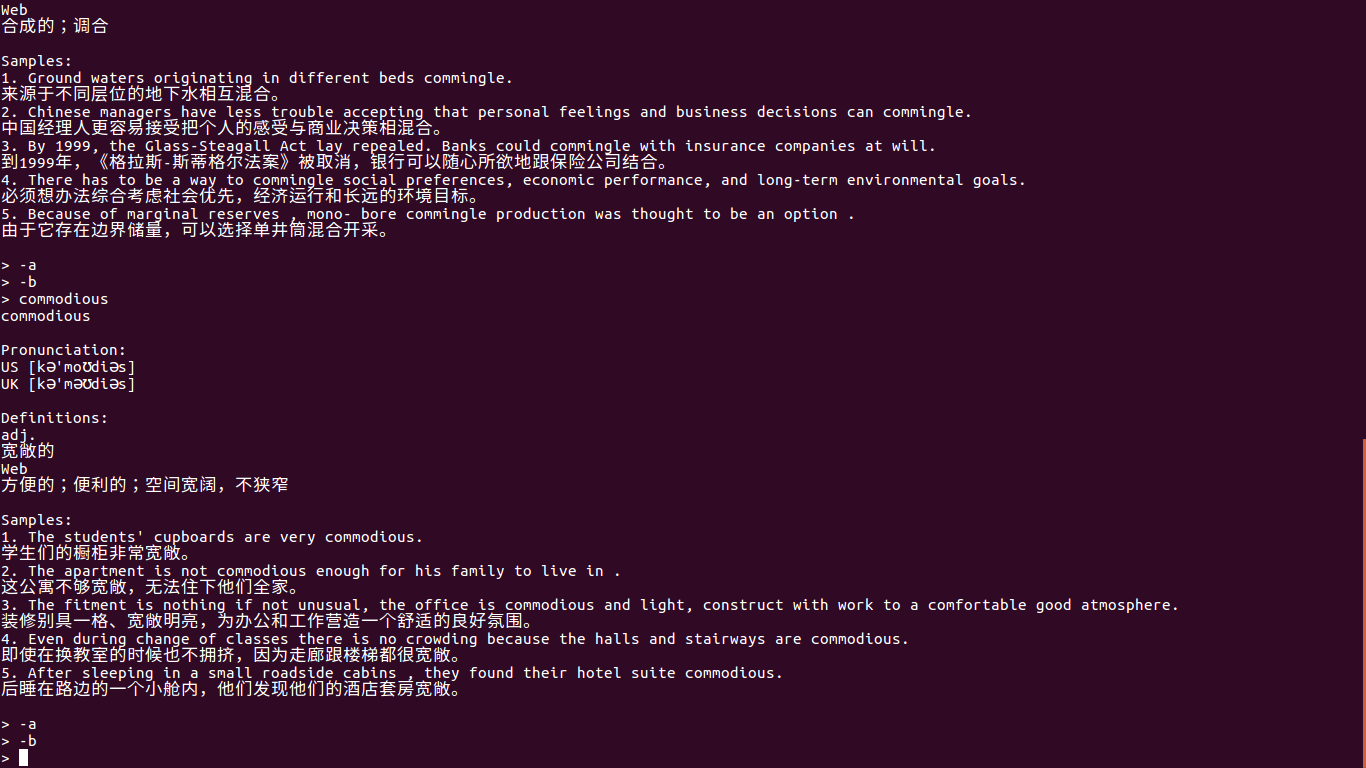 Web
合成的；调合
Samples:
1. Ground waters originating in different beds commingle.
来源于不同层位的地下水相互混合。
2. Chinese managers have less trouble accepting that personal feelings and business decisions can commingle.
中国经理人更容易接受把个人的感受与商业决策相混合。
3. By 1999, the Glass-Steagall Act lay repealed. Banks could commingle with insurance companies at will.
到1999年，《格拉斯-斯蒂格尔法案》被取消，银行可以随心所欲地跟保险公司结合。
4. There has to be a way to commingle social preferences, economic performance, and long-term environmental goals.
必须想办法综合考虑社会优先，经济运行和长远的环境目标。
5. Because of marginal reserves , mono- bore commingle production was thought to be an option .
由于它存在边界储量，可以选择单井筒混合开采。
> -a
> -b
> commodious
commodious
Pronunciation:
US [kə'moʊdiəs]
UK [kə'məʊdiəs]
Definitions:
adj.
宽敞的
Web
方便的；便利的；空间宽阔，不狭窄
Samples:
1. The students' cupboards are very commodious.
学生们的橱柜非常宽敞。
2. The apartment is not commodious enough for his family to live in .
这公寓不够宽敞，无法住下他们全家。
3. The fitment is nothing if not unusual, the office is commodious and light, construct with work to a comfortable good atmosphere.
装修别具一格、宽敞明亮，为办公和工作营造一个舒适的良好氛围。
4. Even during change of classes there is no crowding because the halls and stairways are commodious.
即使在换教室的时候也不拥挤，因为走廊跟楼梯都很宽敞。
5. After sleeping in a small roadside cabins , they found their hotel suite commodious.
后睡在路边的一个小舱内，他们发现他们的酒店套房宽敞。
> -a
> -b
>